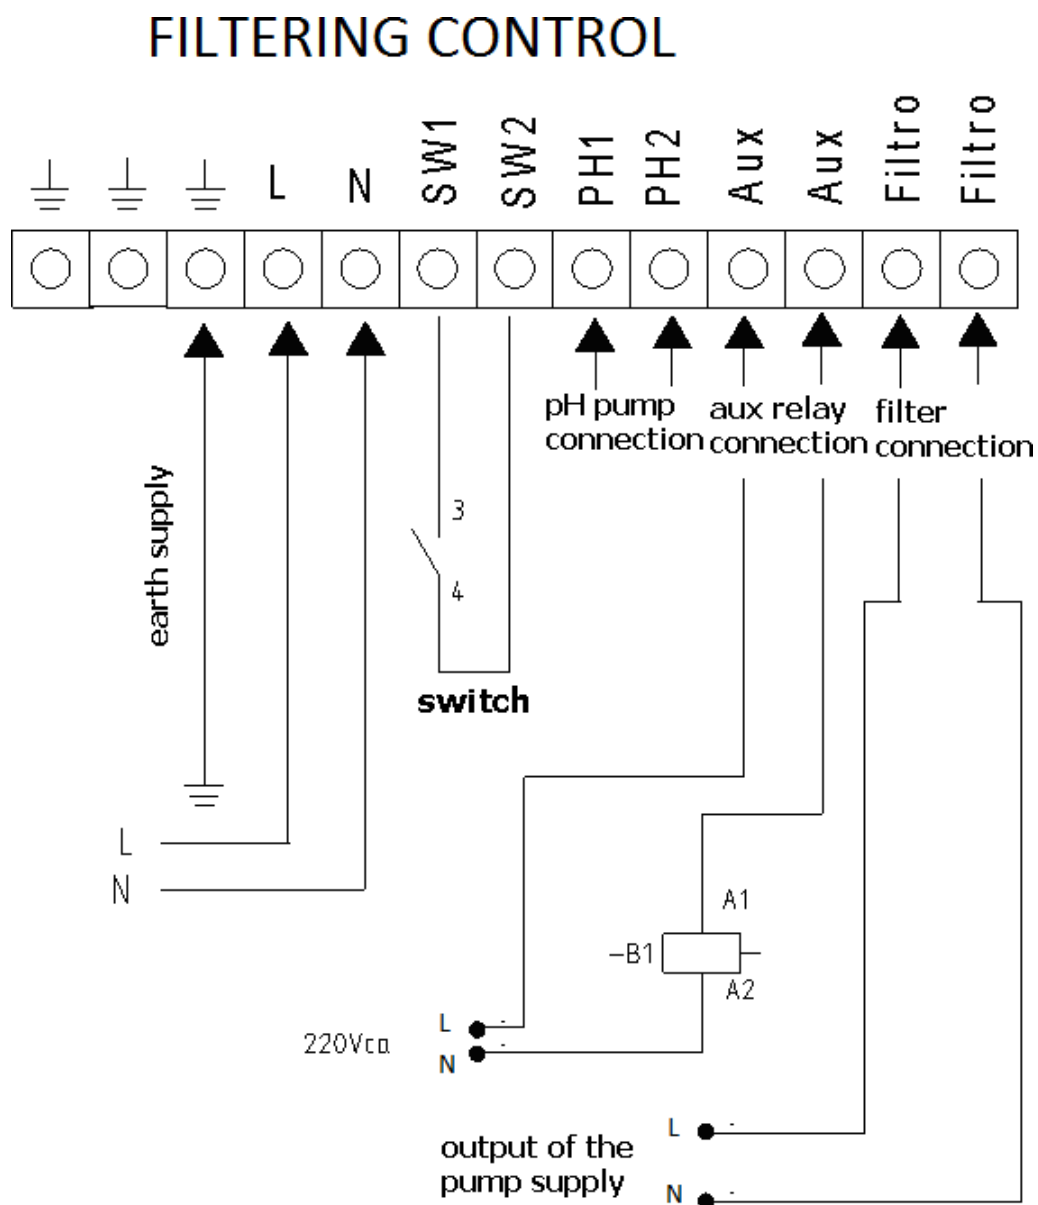 FILTERING CONTROL
L
N
SW1
SW2
PH1
PH2
Aux
Aux
Filtro
Filtro
pH pump
connection
aux relay
connection
filter
connection
earth supply
3
4
switch
L
N
A1
-B1
A2
220Vca
L
N
output of the
pump supply
L
N